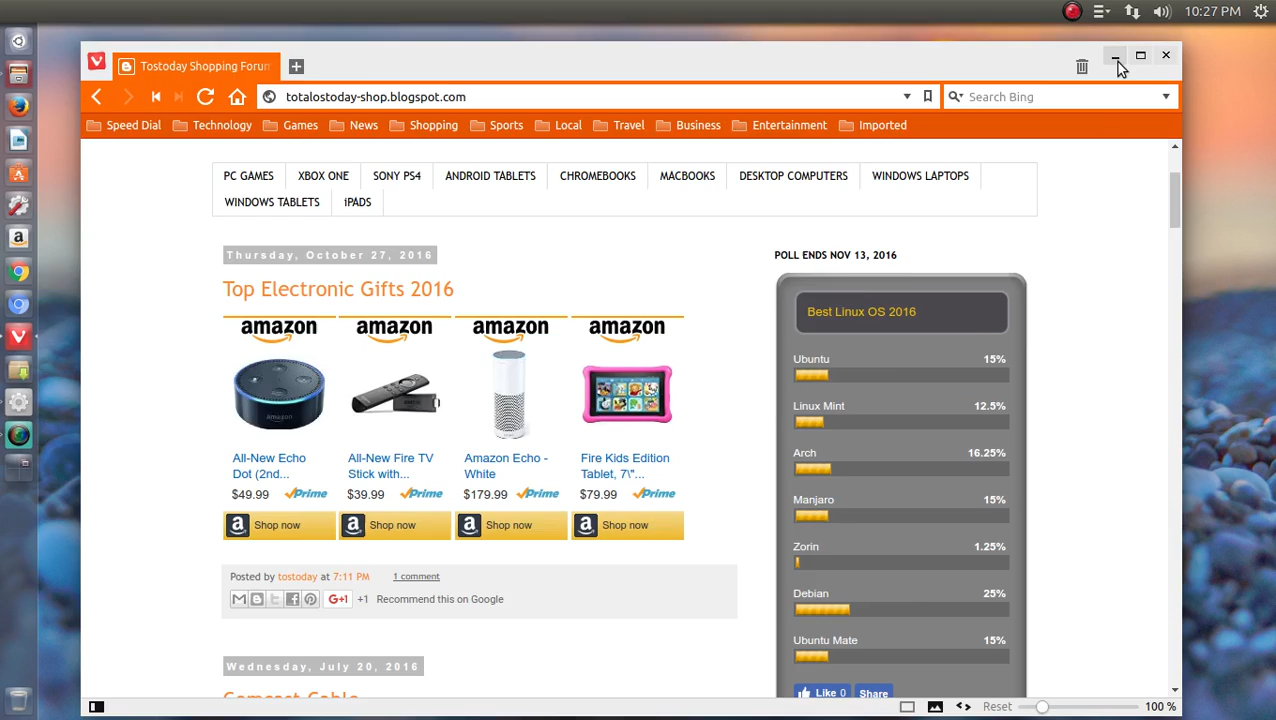 10:27 PM
Tostoday Shopping Forum
totalostoday-shop.blogspot.com
Search Bing
Speed Dial Technology Games News Shopping Sports Local Travel Business Entertainment Imported
PC GAMES XBOX ONE SONY PS4 ANDROID TABLETS CHROMEBOOKS MACBOOKS DESKTOP COMPUTERS WINDOWS LAPTOPS
WINDOWS TABLETS iPADS
Thursday, October 27, 2016
Top Electronic Gifts 2016
amazon amazon amazon amazon
All-New Echo
Dot (2nd...
$49.99 Prime
Shop now
All-New Fire TV
Stick with...
$39.99 Prime
Shop now
Amazon Echo -
White
$179.99 Prime
Shop now
Fire Kids Edition
Tablet, 7\"...
$79.99 Prime
Shop now
Posted by tostoday at 7:11 PM 1 comment
G+1 +1 Recommend this on Google
Wednesday, July 20, 2016
Comcast Cable
POLL ENDS NOV 13, 2016
Best Linux OS 2016
Ubuntu 15%
Linux Mint 12.5%
Arch 16.25%
Manjaro 15%
Zorin 1.25%
Debian 25%
Ubuntu Mate 15%
Like 0 Share
Reset 100 %